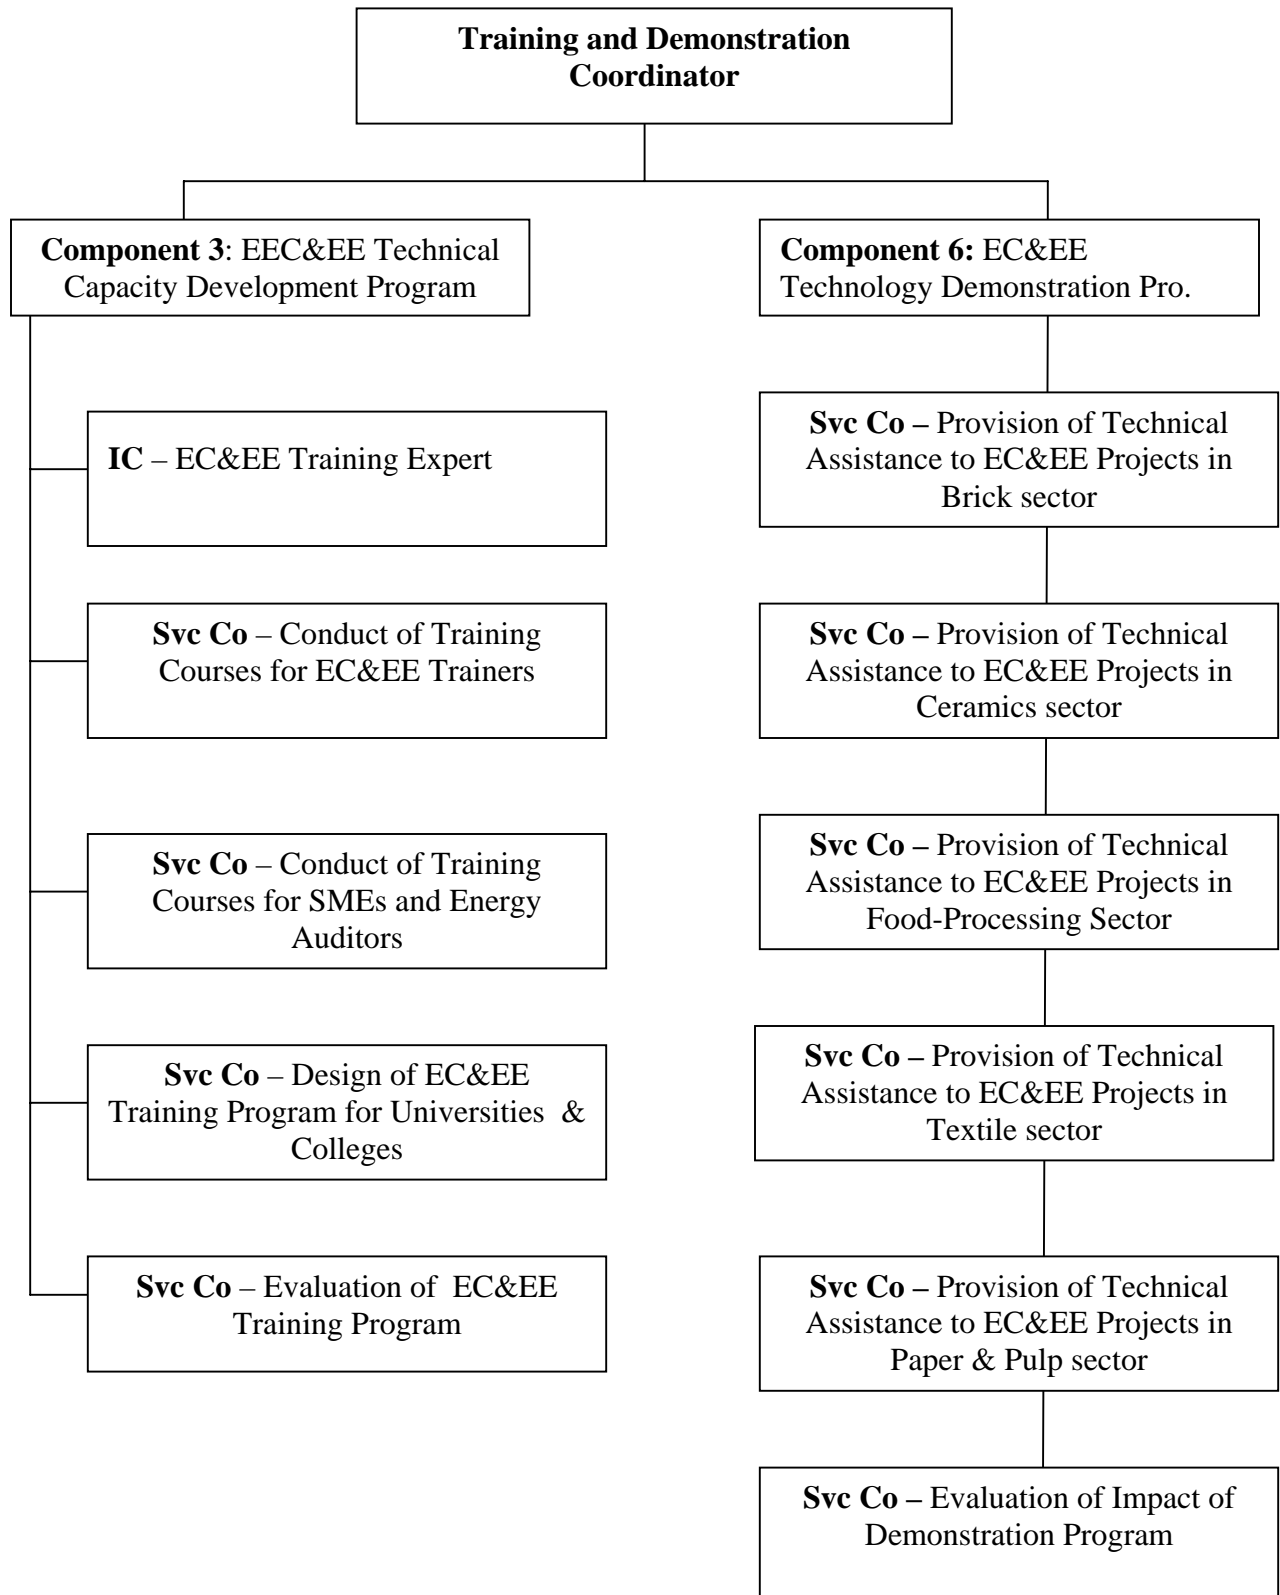 Training and Demonstration
Coordinator
Component 3: EEC&EE Technical
Capacity Development Program
IC – EC&EE Training Expert
Svc Co – Conduct of Training
Courses for EC&EE Trainers
Svc Co – Conduct of Training
Courses for SMEs and Energy
Auditors
Svc Co – Design of EC&EE
Training Program for Universities &
Colleges
Svc Co – Evaluation of EC&EE
Training Program
Component 6: EC&EE
Technology Demonstration Pro.
Svc Co – Provision of Technical
Assistance to EC&EE Projects in
Brick sector
Svc Co – Provision of Technical
Assistance to EC&EE Projects in
Ceramics sector
Svc Co – Provision of Technical
Assistance to EC&EE Projects in
Food-Processing Sector
Svc Co – Provision of Technical
Assistance to EC&EE Projects in
Textile sector
Svc Co – Provision of Technical
Assistance to EC&EE Projects in
Paper & Pulp sector
Svc Co – Evaluation of Impact of
Demonstration Program